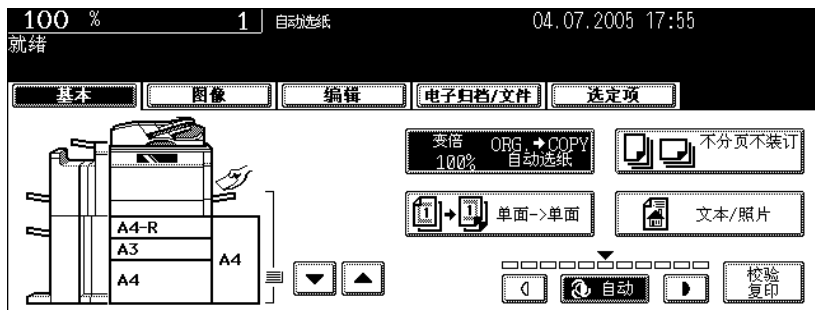 100 % 1 自动选纸 04.07.2005 17:55
就绪
基本 图像 编辑 电子归档/文件 选定项
变倍 ORG.→COPY
100% 自动选纸
不分页不装订
1→1 单面->单面
文本/照片
A4-R
A3
A4
A4
自动
校验
复印